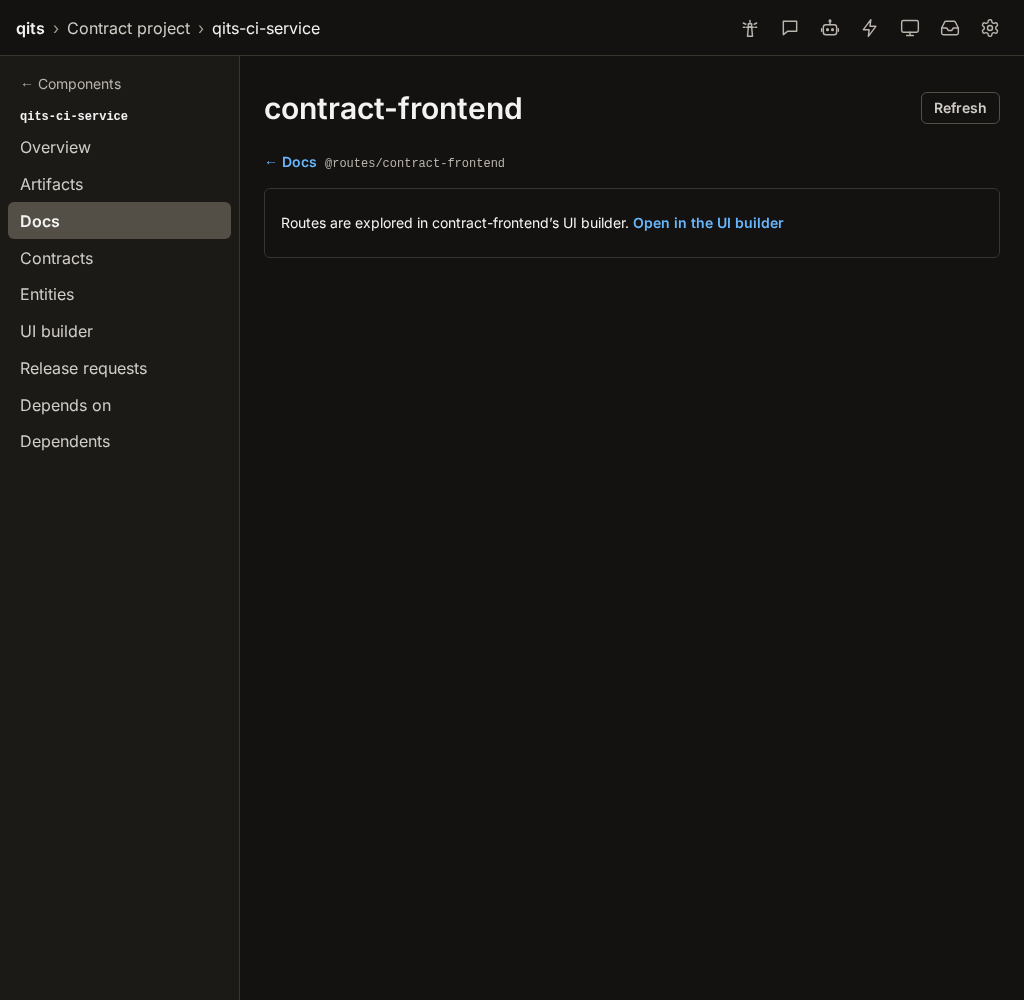 qits › Contract project › qits-ci-service
← Components
qits-ci-service
Overview
Artifacts
Docs
Contracts
Entities
UI builder
Release requests
Depends on
Dependents
contract-frontend
Refresh
← Docs @routes/contract-frontend
Routes are explored in contract-frontend’s UI builder. Open in the UI builder